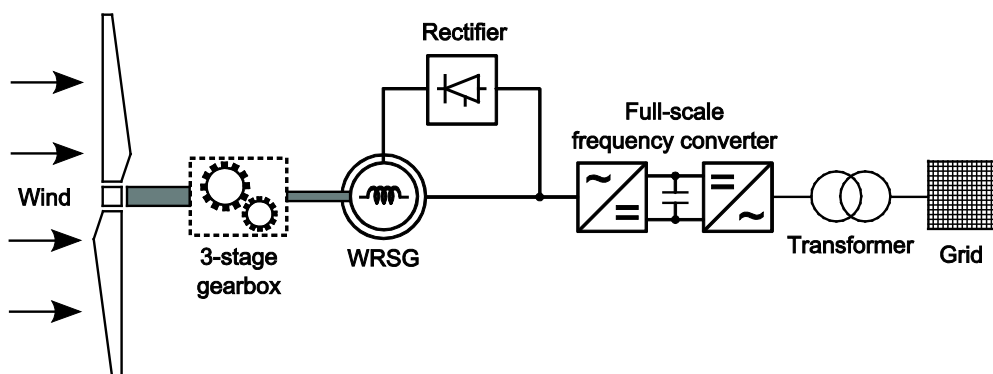 Rectifier
Full-scale
frequency converter
Wind
3-stage
gearbox
WRSG
Transformer
Grid